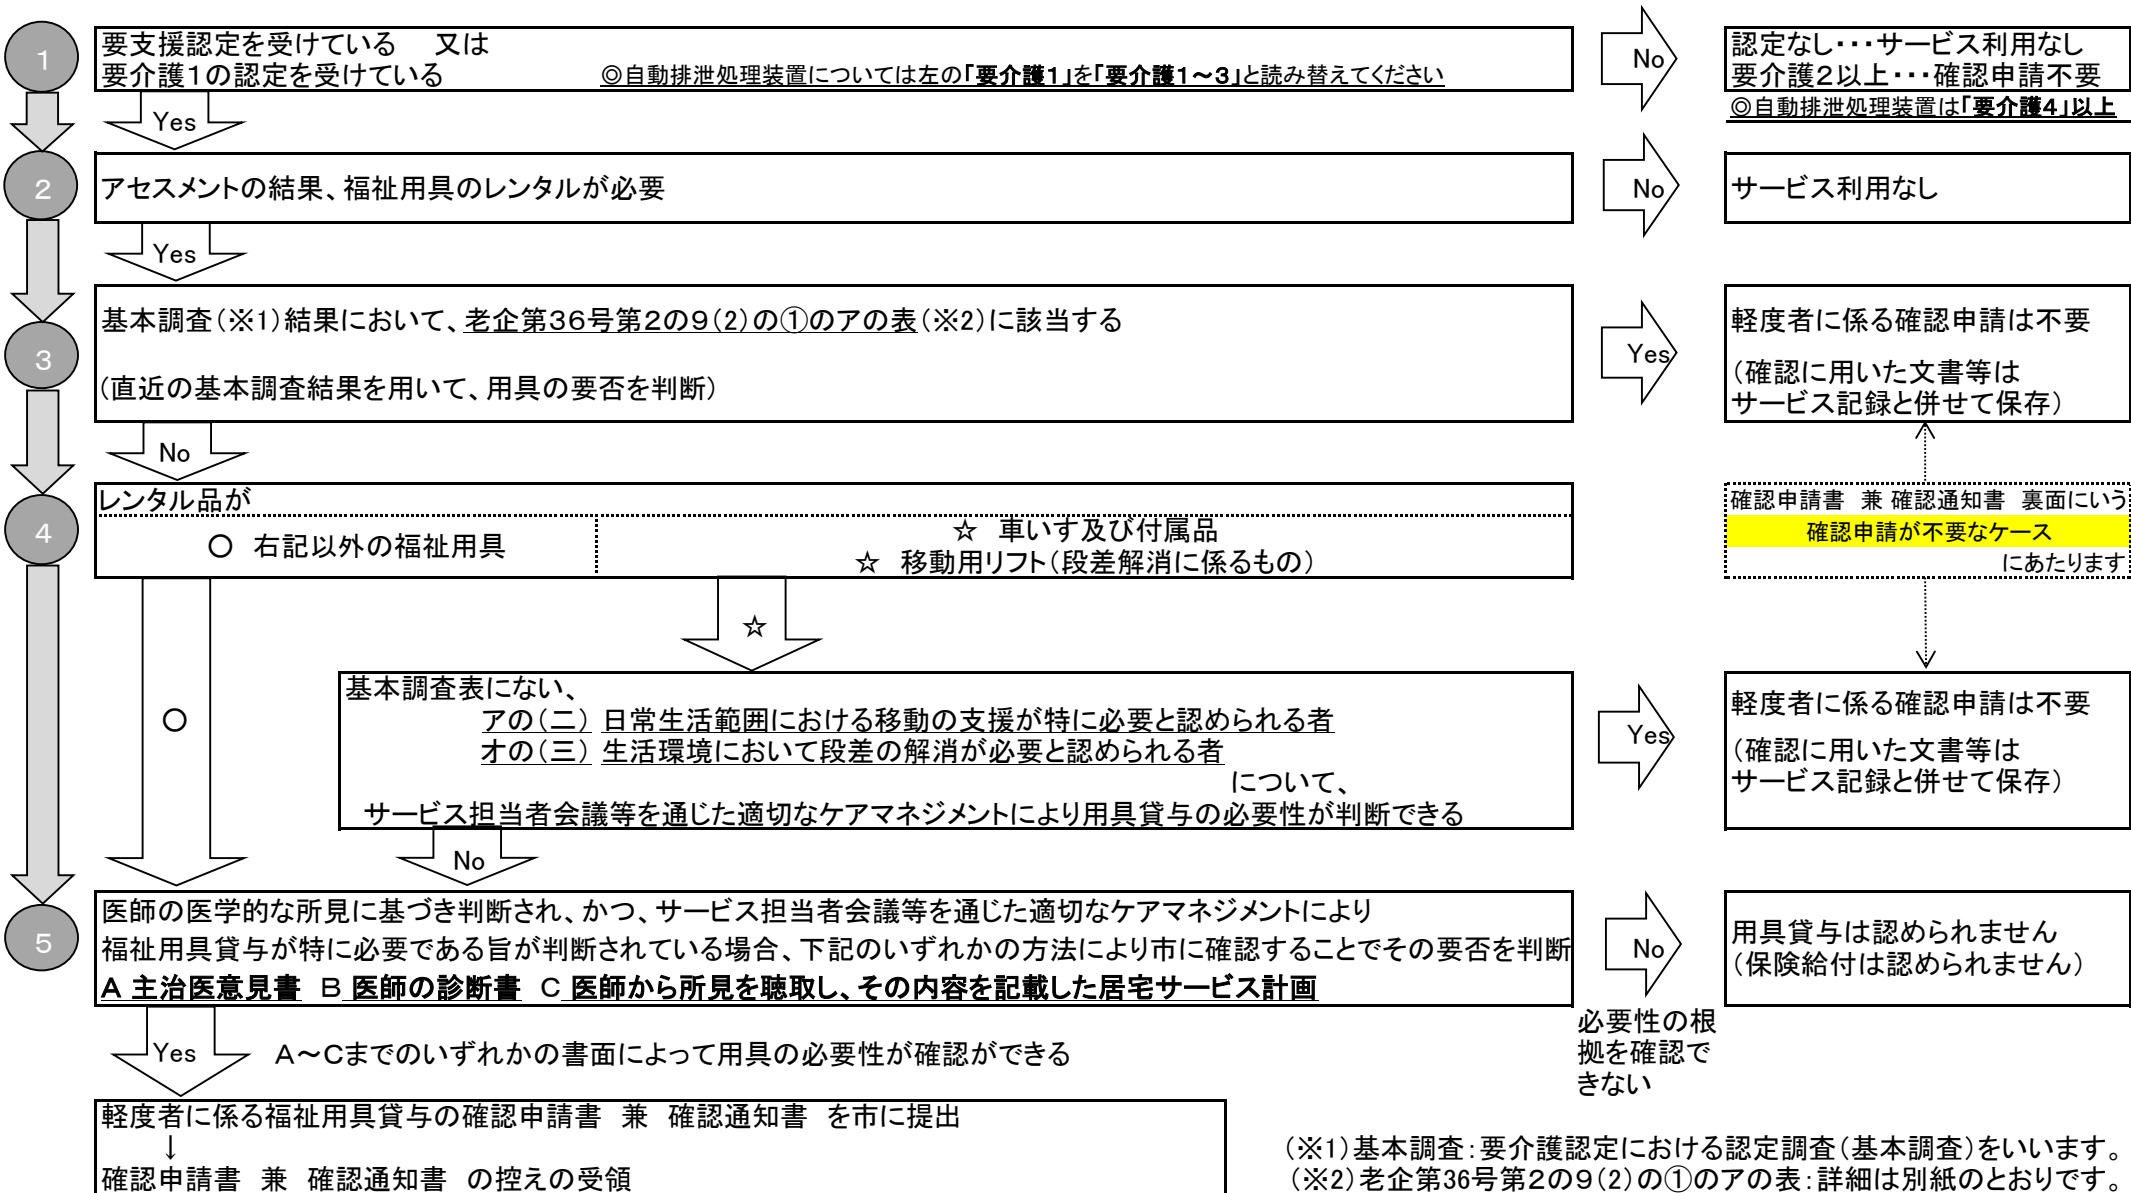 1
要支援認定を受けている　又は
要介護1の認定を受けている　◎自動排泄処理装置については左の「要介護1」を「要介護1～3」と読み替えてください
No
認定なし・・・サービス利用なし
要介護2以上・・・確認申請不要
◎自動排泄処理装置は「要介護4」以上
Yes
2
アセスメントの結果、福祉用具のレンタルが必要
No
サービス利用なし
Yes
3
基本調査(※1)結果において、老企第36号第2の9(2)の①のアの表(※2)に該当する
(直近の基本調査結果を用いて、用具の要否を判断)
Yes
軽度者に係る確認申請は不要
(確認に用いた文書等は
サービス記録と併せて保存)
No
4
レンタル品が
○　右記以外の福祉用具
☆　車いす及び付属品
☆　移動用リフト(段差解消に係るもの)
確認申請書　兼　確認通知書　裏面にいう
確認申請が不要なケース
にあたります
○
☆
基本調査表にない、
アの(二)　日常生活範囲における移動の支援が特に必要と認められる者
オの(三)　生活環境において段差の解消が必要と認められる者
について、
サービス担当者会議等を通じた適切なケアマネジメントにより用具貸与の必要性が判断できる
Yes
軽度者に係る確認申請は不要
(確認に用いた文書等は
サービス記録と併せて保存)
No
5
医師の医学的な所見に基づき判断され、かつ、サービス担当者会議等を通じた適切なケアマネジメントにより
福祉用具貸与が特に必要である旨が判断されている場合、下記のいずれかの方法により市に確認することでその要否を判断
A 主治医意見書　B 医師の診断書　C 医師から所見を聴取し、その内容を記載した居宅サービス計画
No
用具貸与は認められません
(保険給付は認められません)
必要性の根
拠を確認で
きない
Yes
A～Cまでのいずれかの書面によって用具の必要性が確認ができる
軽度者に係る福祉用具貸与の確認申請書　兼　確認通知書　を市に提出
↓
確認申請書　兼　確認通知書　の控えの受領
(※1)基本調査:要介護認定における認定調査(基本調査)をいいます。
(※2)老企第36号第2の9(2)の①のアの表:詳細は別紙のとおりです。